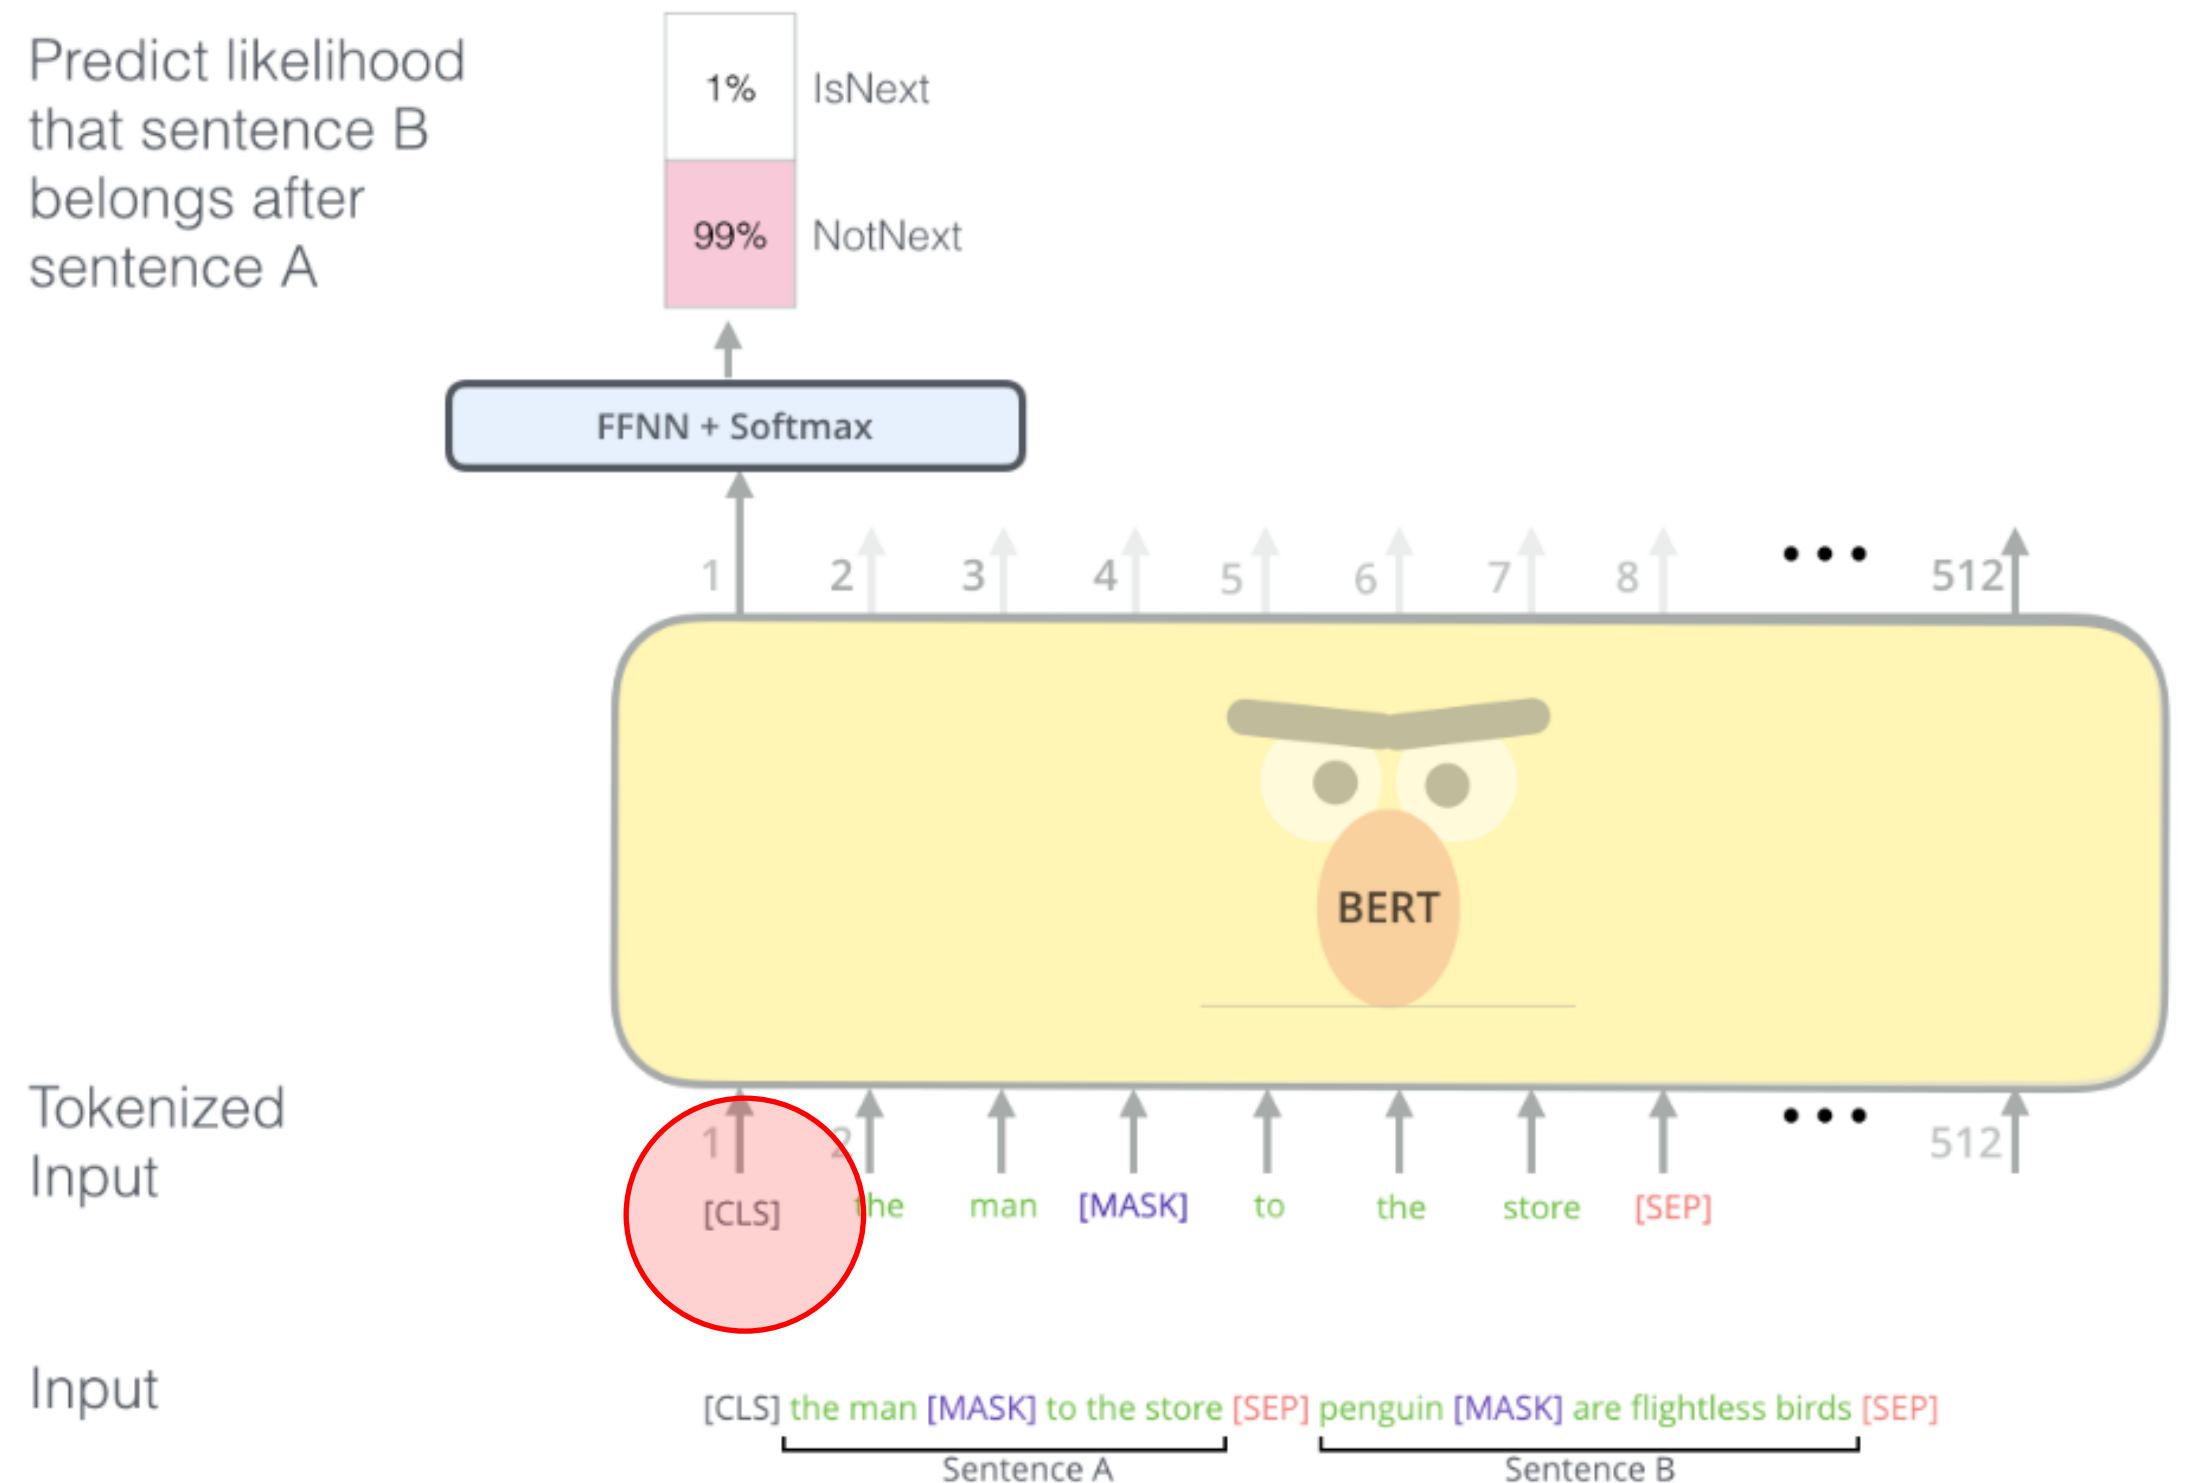 Predict likelihood
that sentence B
belongs after
sentence A
1% IsNext
99% NotNext
FFNN + Softmax
1 2 3 4 5 6 7 8 ••• 512
BERT
Tokenized
Input
1 2 ••• 512
[CLS] the man [MASK] to the store [SEP]
Input
[CLS] the man [MASK] to the store [SEP] penguin [MASK] are flightless birds [SEP]
Sentence A Sentence B